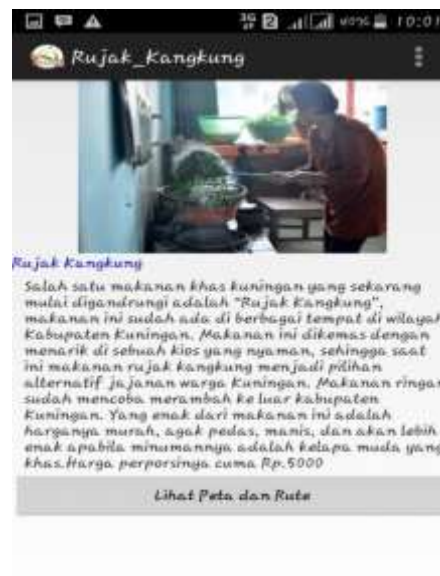 3G 10:01
Rujak_Kangkung
Rujak Kangkung
Salah satu makanan khas kuningan yang sekarang
mulai digandrungi adalah "Rujak Kangkung",
makanan ini sudah ada di berbagai tempat di wilayah
Kabupaten Kuningan. Makanan ini dikemas dengan
menarik di sebuah kios yang nyaman, sehingga saat
ini makanan rujak kangkung menjadi pilihan
alternatif jajanan warga Kuningan. Makanan ringan
sudah mencoba merambah ke luar kabupaten
Kuningan. Yang enak dari makanan ini adalah
harganya murah, agak pedas, manis, dan akan lebih
enak apabila minumannya adalah kelapa muda yang
khas.Harga perporsinya cuma Rp.5000
Lihat Peta dan Rute